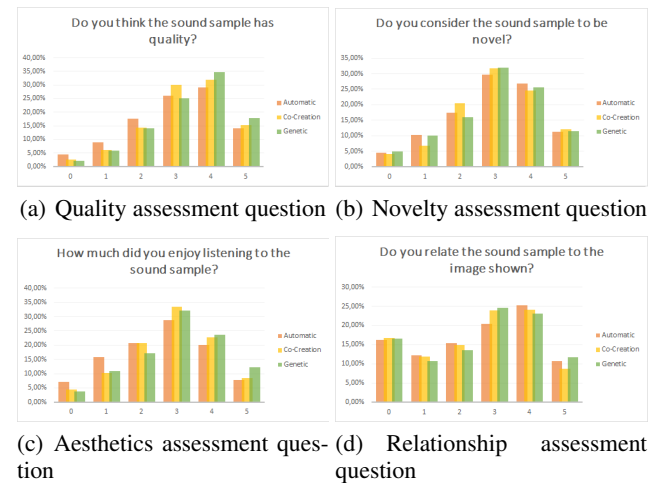 Do you think the sound sample has
quality?
40,00%
35,00%
30,00%
25,00%
20,00%
15,00%
10,00%
5,00%
0,00%
0 1 2 3 4 5
Automatic
Co-Creation
Genetic
(a) Quality assessment question
Do you consider the sound sample to be
novel?
35,00%
30,00%
25,00%
20,00%
15,00%
10,00%
5,00%
0,00%
0 1 2 3 4 5
Automatic
Co-Creation
Genetic
(b) Novelty assessment question
How much did you enjoy listening to the
sound sample?
40,00%
35,00%
30,00%
25,00%
20,00%
15,00%
10,00%
5,00%
0,00%
0 1 2 3 4 5
Automatic
Co-Creation
Genetic
(c) Aesthetics assessment ques-
tion
Do you relate the sound sample to the
image shown?
30,00%
25,00%
20,00%
15,00%
10,00%
5,00%
0,00%
0 1 2 3 4 5
Automatic
Co-Creation
Genetic
(d) Relationship assessment
question